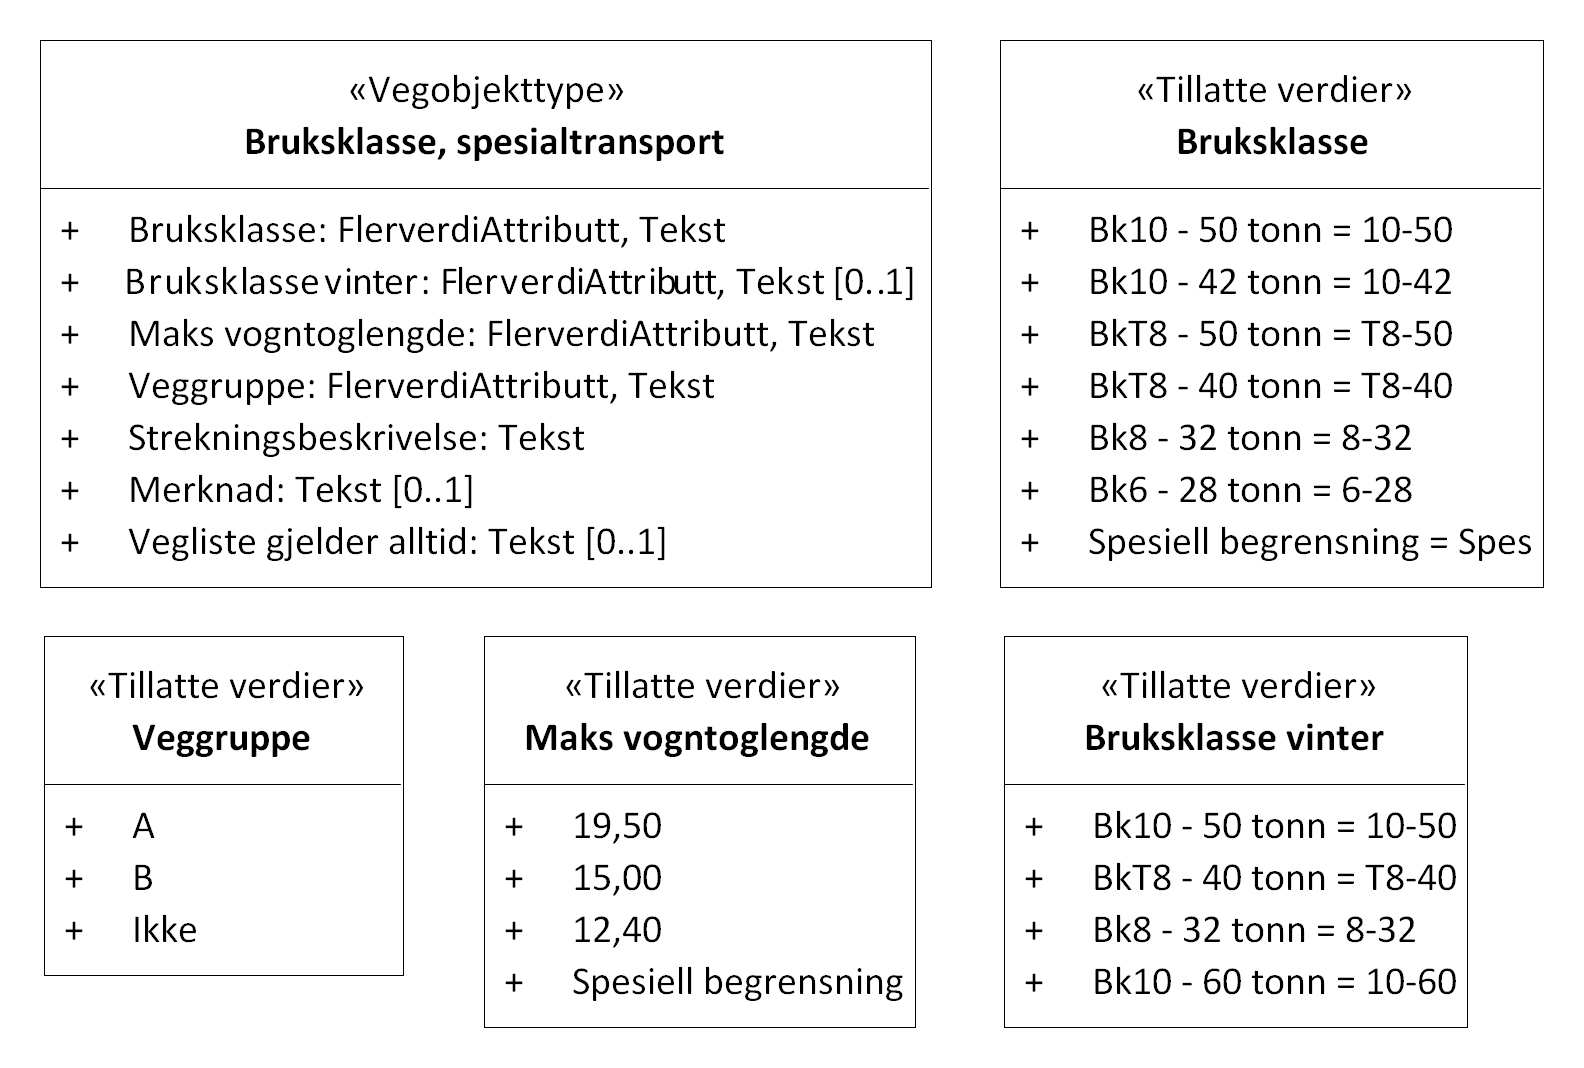 «Vegobjekttype»
Bruksklasse, spesialtransport
+ Bruksklasse: FlerverdiAttributt, Tekst
+ Bruksklasse vinter: FlerverdiAttributt, Tekst [0..1]
+ Maks vogntoglengde: FlerverdiAttributt, Tekst
+ Veggruppe: FlerverdiAttributt, Tekst
+ Strekningsbeskrivelse: Tekst
+ Merknad: Tekst [0..1]
+ Vegliste gjelder alltid: Tekst [0..1]
«Tillatte verdier»
Bruksklasse
+ Bk10 - 50 tonn = 10-50
+ Bk10 - 42 tonn = 10-42
+ BkT8 - 50 tonn = T8-50
+ BkT8 - 40 tonn = T8-40
+ Bk8 - 32 tonn = 8-32
+ Bk6 - 28 tonn = 6-28
+ Spesiell begrensning = Spes
«Tillatte verdier»
Veggruppe
+ A
+ B
+ Ikke
«Tillatte verdier»
Maks vogntoglengde
+ 19,50
+ 15,00
+ 12,40
+ Spesiell begrensning
«Tillatte verdier»
Bruksklasse vinter
+ Bk10 - 50 tonn = 10-50
+ BkT8 - 40 tonn = T8-40
+ Bk8 - 32 tonn = 8-32
+ Bk10 - 60 tonn = 10-60